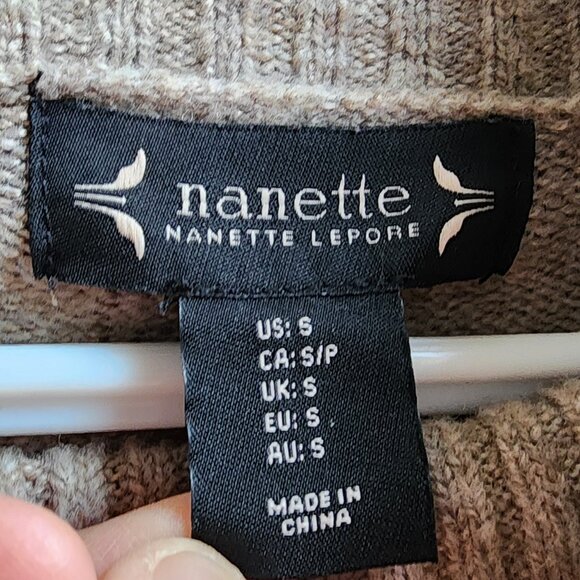 nanette
NANETTE LEPORE
US: S
CA: S/P
UK: S
EU: S
AU: S
MADE IN
CHINA